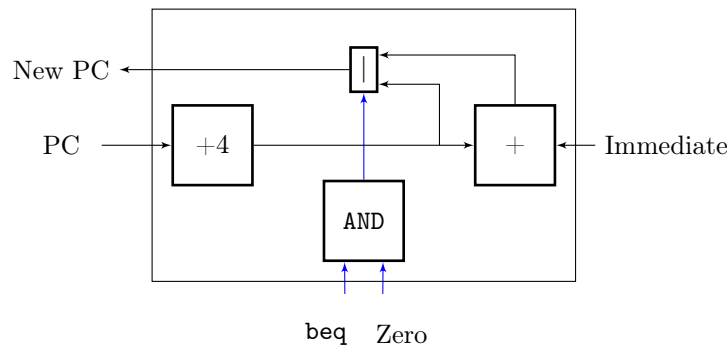 New PC
|
PC
+4
+
Immediate
AND
beq
Zero